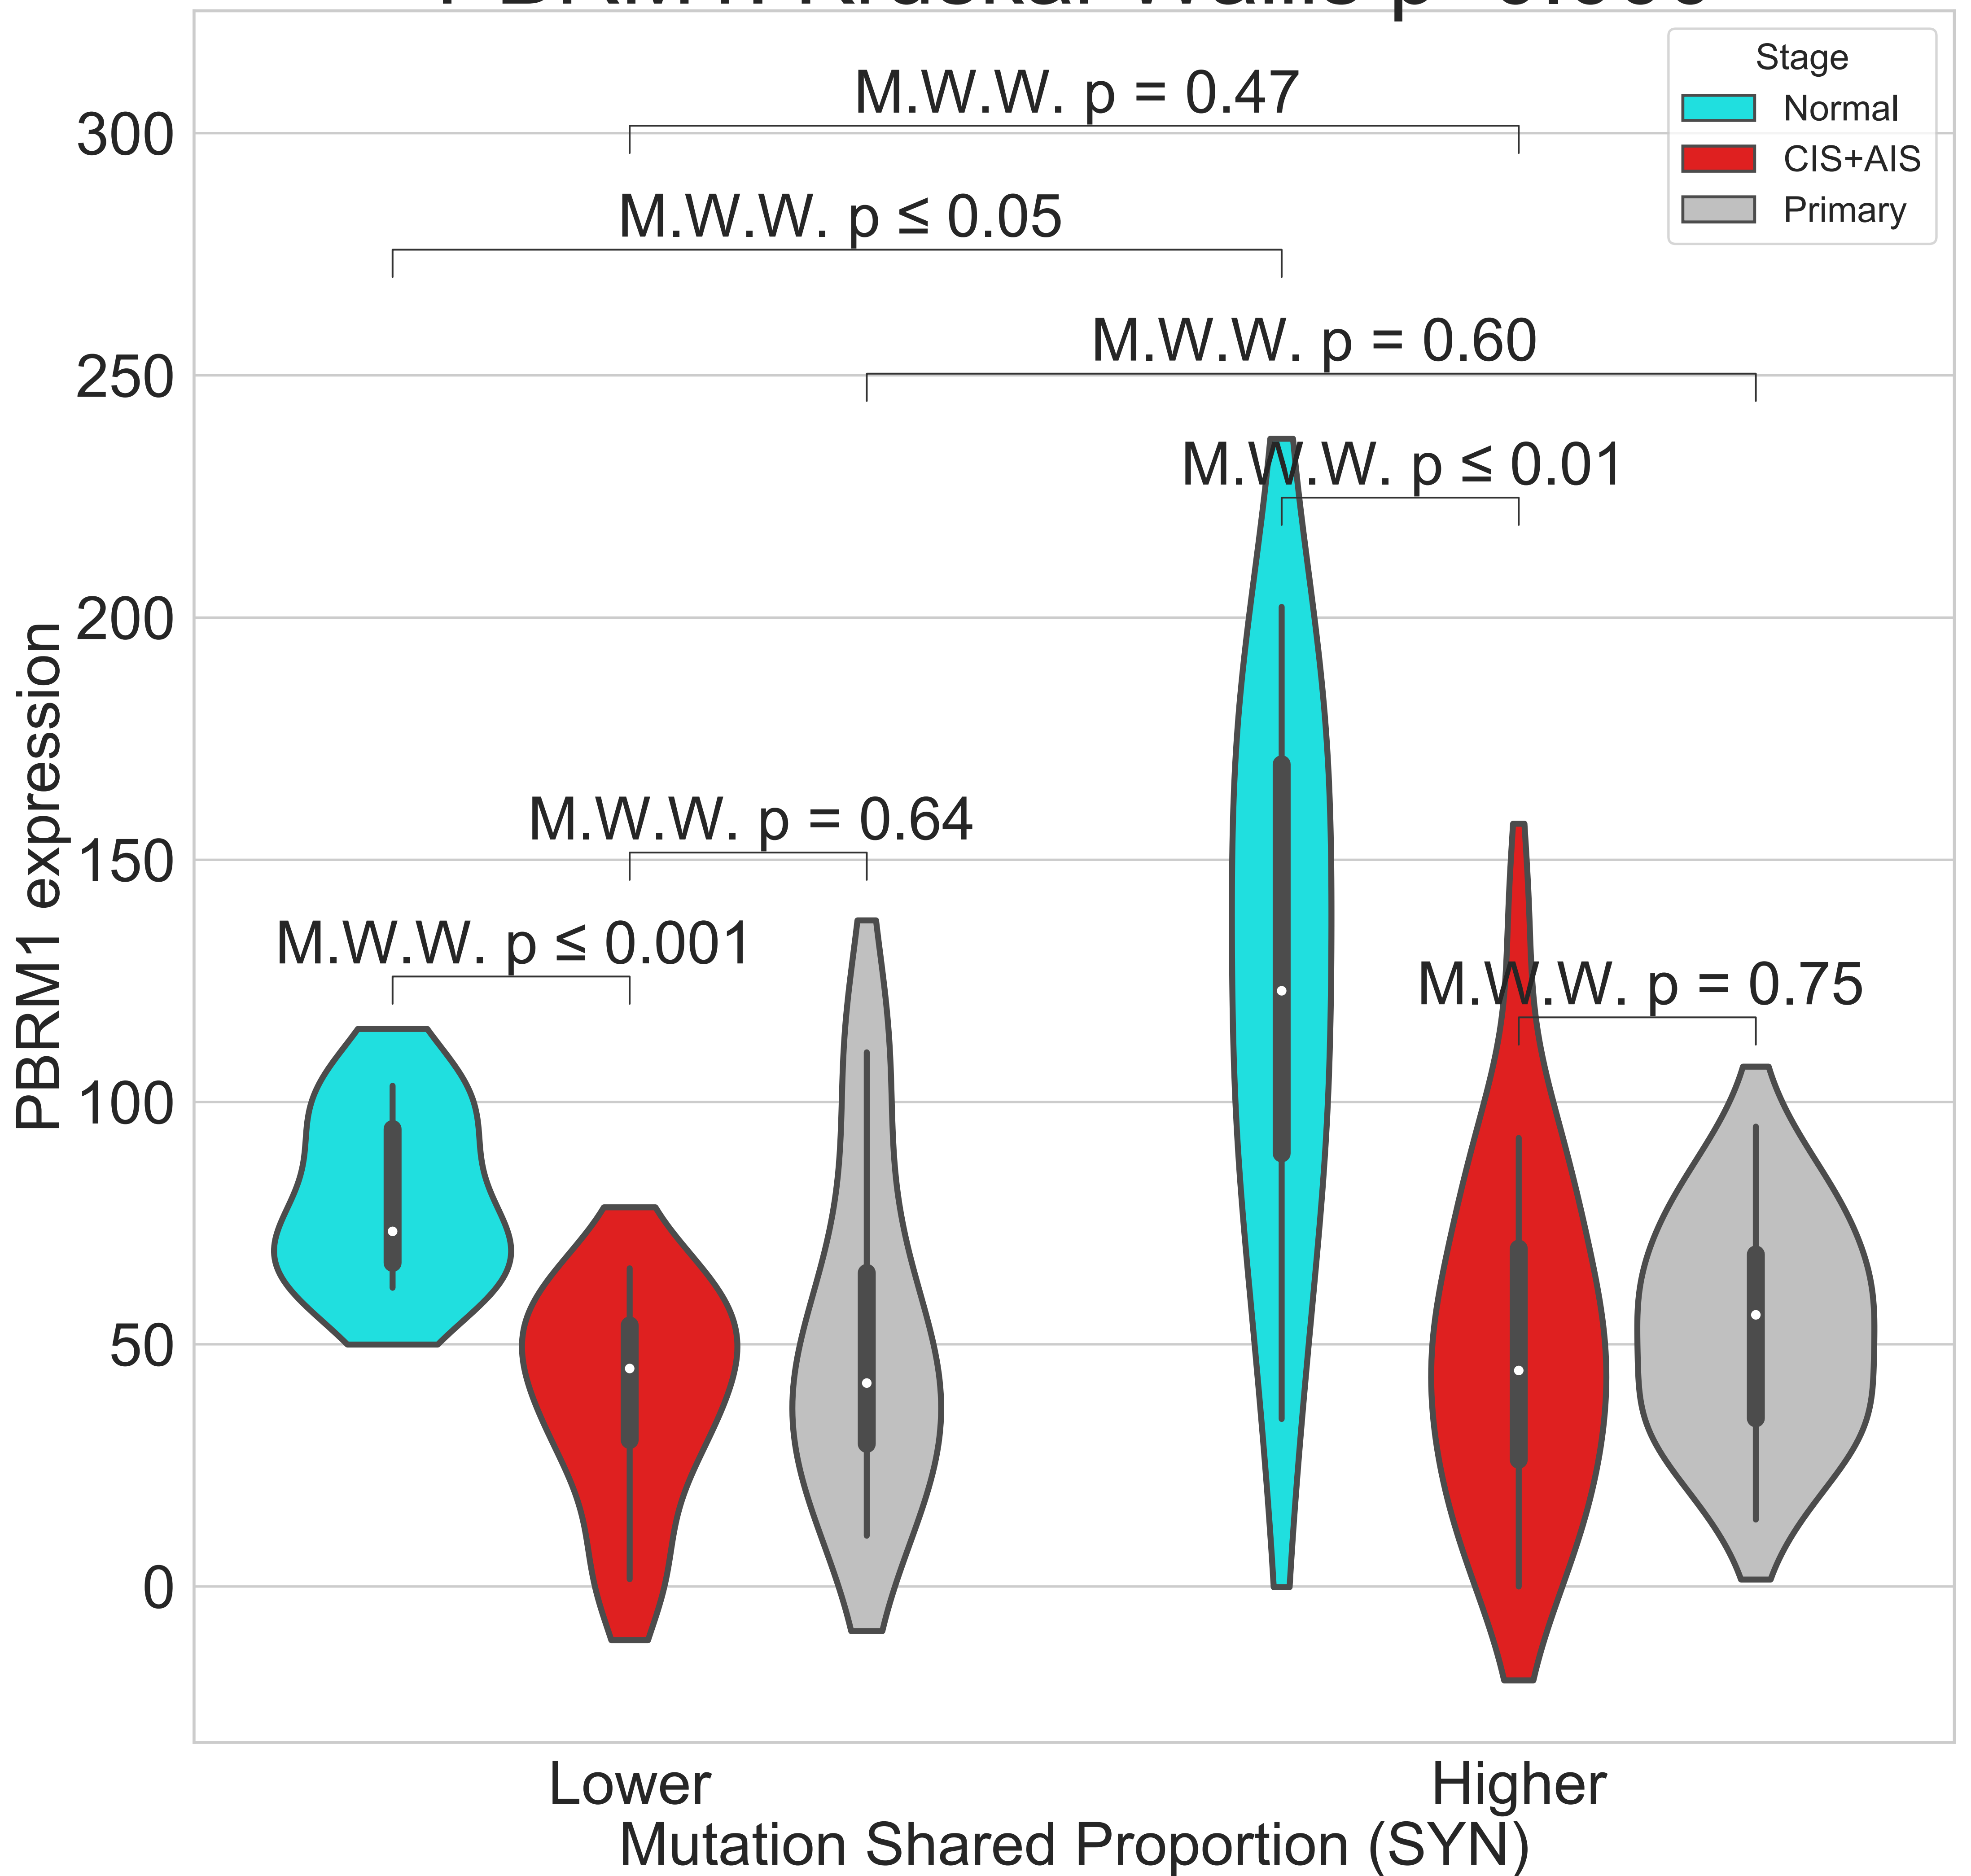 Stage
Normal
CIS+AIS
Primary
M.W.W. p = 0.47
M.W.W. p ≤ 0.05
M.W.W. p = 0.60
M.W.W. p ≤ 0.01
M.W.W. p = 0.64
M.W.W. p ≤ 0.001
M.W.W. p = 0.75
300
250
200
150
100
50
0
PBRM1 expression
Lower
Higher
Mutation Shared Proportion (SYN)